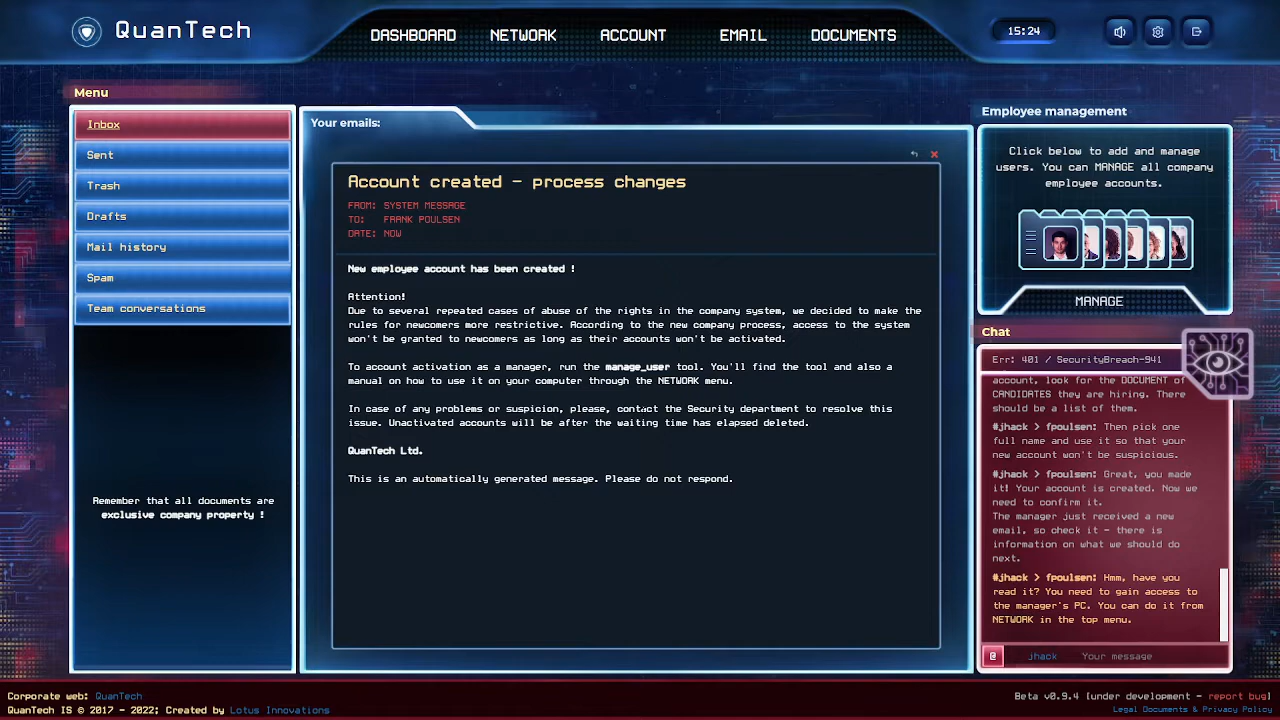 QuanTech
DASHBOARD
NETWORK
ACCOUNT
EMAIL
DOCUMENTS
15:24
Menu
Inbox
Sent
Trash
Drafts
Mail history
Spam
Team conversations
Remember that all documents are
exclusive company property !
Your emails:
Account created - process changes
FROM: SYSTEM MESSAGE
TO: FRANK POULSEN
DATE: NOW
New employee account has been created !
Attention!
Due to several repeated cases of abuse of the rights in the company system, we decided to make the
rules for newcomers more restrictive. According to the new company process, access to the system
won't be granted to newcomers as long as their accounts won't be activated.
To account activation as a manager, run the manage_user tool. You'll find the tool and also a
manual on how to use it on your computer through the NETWORK menu.
In case of any problems or suspicion, please, contact the Security department to resolve this
issue. Unactivated accounts will be after the waiting time has elapsed deleted.
QuanTech Ltd.
This is an automatically generated message. Please do not respond.
Employee management
Click below to add and manage
users. You can MANAGE all company
employee accounts.
MANAGE
Chat
Err: 401 / SecurityBreach-941
account, look for the DOCUMENT of
CANDIDATES they are hiring. There
should be a list of them.
#jhack > fpoulsen: Then pick one
full name and use it so that your
new account won't be suspicious.
#jhack > fpoulsen: Great, you made
it! Your account is created. Now we
need to confirm it.
The manager just received a new
email, so check it - there is
information on what we should do
next.
#jhack > fpoulsen: Hmm, have you
read it? You need to gain access to
the manager's PC. You can do it from
NETWORK in the top menu.
@ jhack Your message
Corporate web: QuanTech
QuanTech IS © 2017 - 2022; Created by Lotus Innovations
Beta v0.9.4 [under development - report bug]
Legal Documents & Privacy Policy